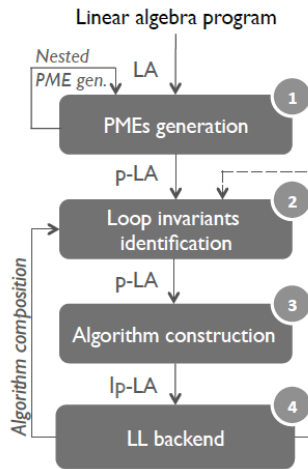 Linear algebra program
Nested
PME gen.
LA
1
PMEs generation
p-LA
2
Loop invariants
identification
p-LA
3
Algorithm construction
Algorithm composition
lp-LA
4
LL backend